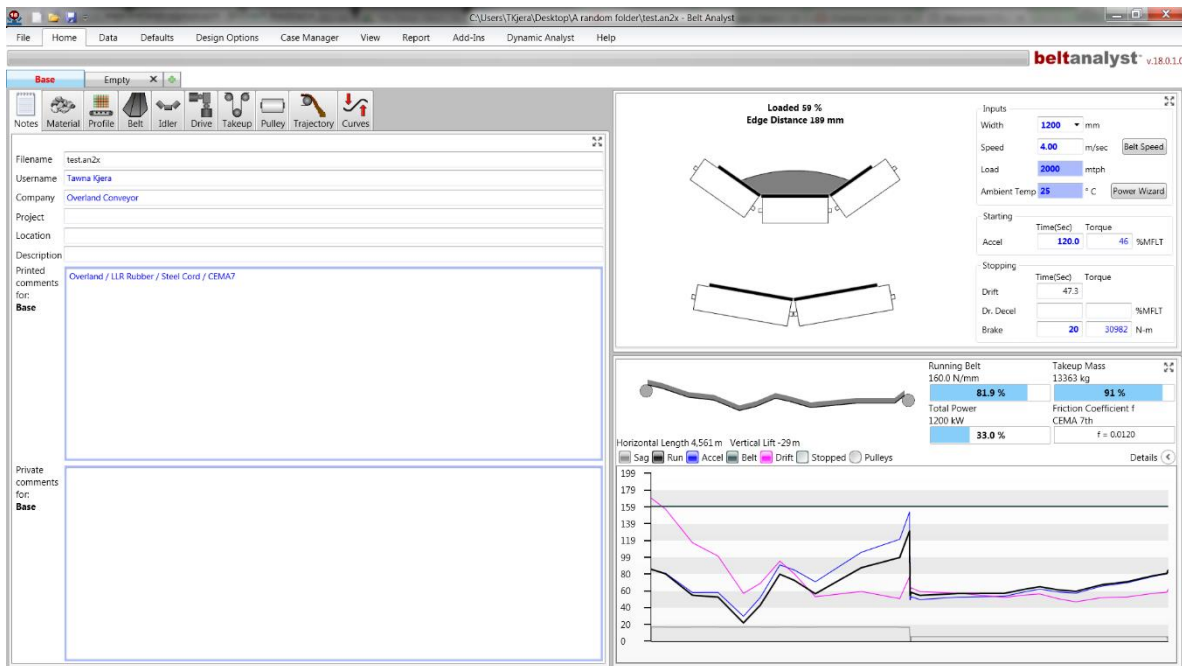 C:\Users\TKjera\Desktop\A random folder\test.an2x - Belt Analyst
File Home Data Defaults Design Options Case Manager View Report Add-Ins Dynamic Analyst Help
beltanalyst v.18.0.1.0
Base Empty
Notes Material Profile Belt Idler Drive Takeup Pulley Trajectory Curves
Filename test.an2x
Username Tawna Kjera
Company Overland Conveyor
Project
Location
Description
Printed
comments
for:
Base
Overland / LLR Rubber / Steel Cord / CEMA7
Private
comments
for:
Base
Loaded 59 %
Edge Distance 189 mm
Inputs
Width 1200 mm
Speed 4.00 m/sec Belt Speed
Load 2000 mtph
Ambient Temp 25 ° C Power Wizard
Starting
Time(Sec) Torque
Accel 120.0 46 %MFLT
Stopping
Time(Sec) Torque
Drift 47.3
Dr. Decel %MFLT
Brake 20 30982 N-m
Running Belt
160.0 N/mm
81.9 %
Takeup Mass
13363 kg
91 %
Total Power
1200 kW
33.0 %
Friction Coefficient f
CEMA 7th
f = 0.0120
Horizontal Length 4,561 m Vertical Lift -29 m
Sag Run Accel Belt Drift Stopped Pulleys Details
199
179
159
139
119
99
80
60
40
20
0